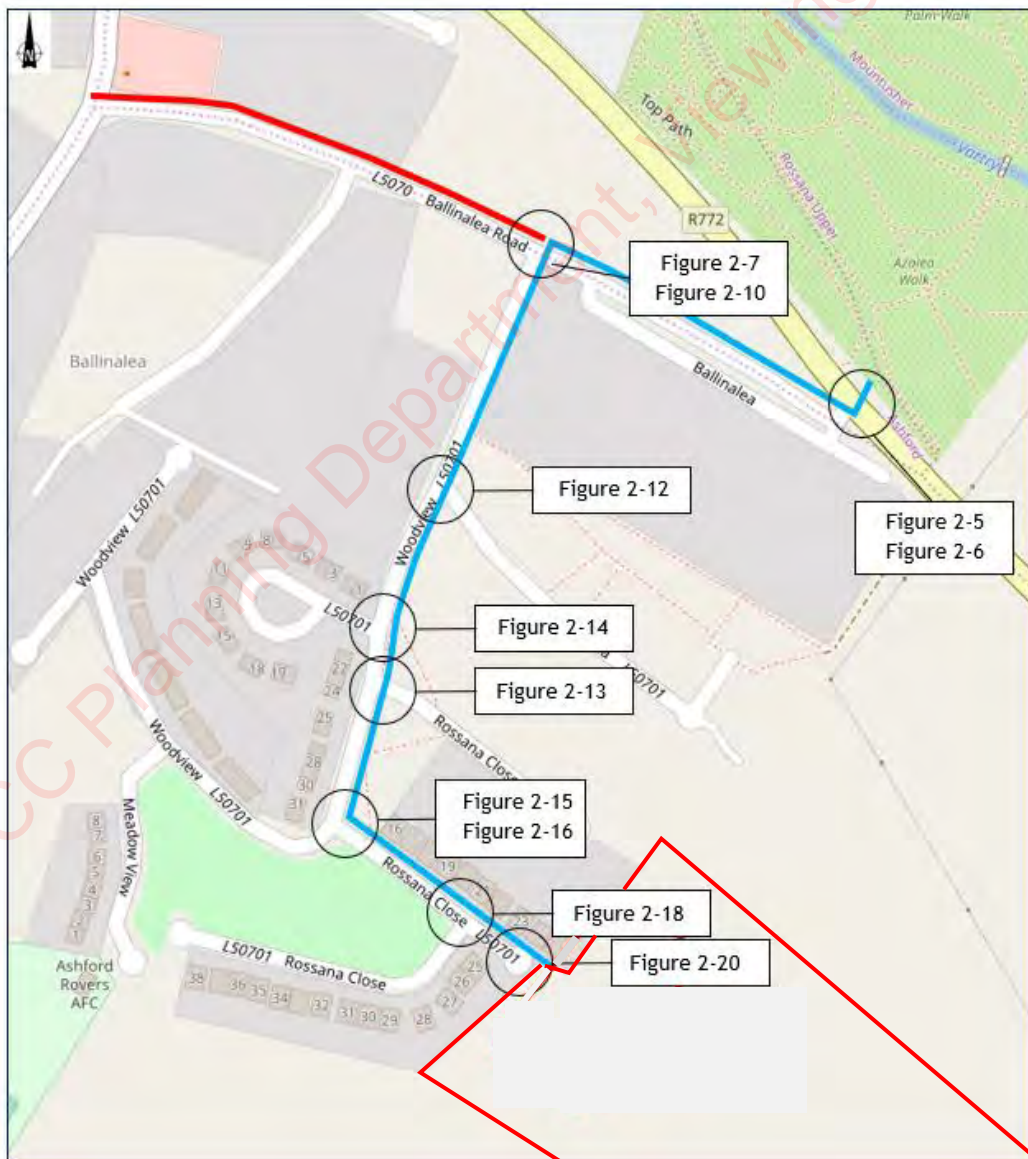 N
Palm Walk
Mountusher
Vartry
Top Path
Rossana Upper
R772
Azalea
Walk
L5070 Ballinalea Road
Figure 2-7
Figure 2-10
Ballinalea
Ballinalea
Ashford
Woodview L50701
Figure 2-12
Figure 2-5
Figure 2-6
Woodview L50701
9
8
5
3
1
11
13
15
18
17
L50701
Figure 2-14
22
24
25
28
30
31
Figure 2-13
L50701
Rossana Close
Woodview L50701
Figure 2-15
Figure 2-16
16
19
Meadow View
8
7
6
5
4
3
1
Rossana Close
L50701
Figure 2-18
Figure 2-20
Ashford
Rovers
AFC
L50701 Rossana Close
38
36
35
34
32
31
30
29
28
27
26
25
CC Planning Department, Viewing